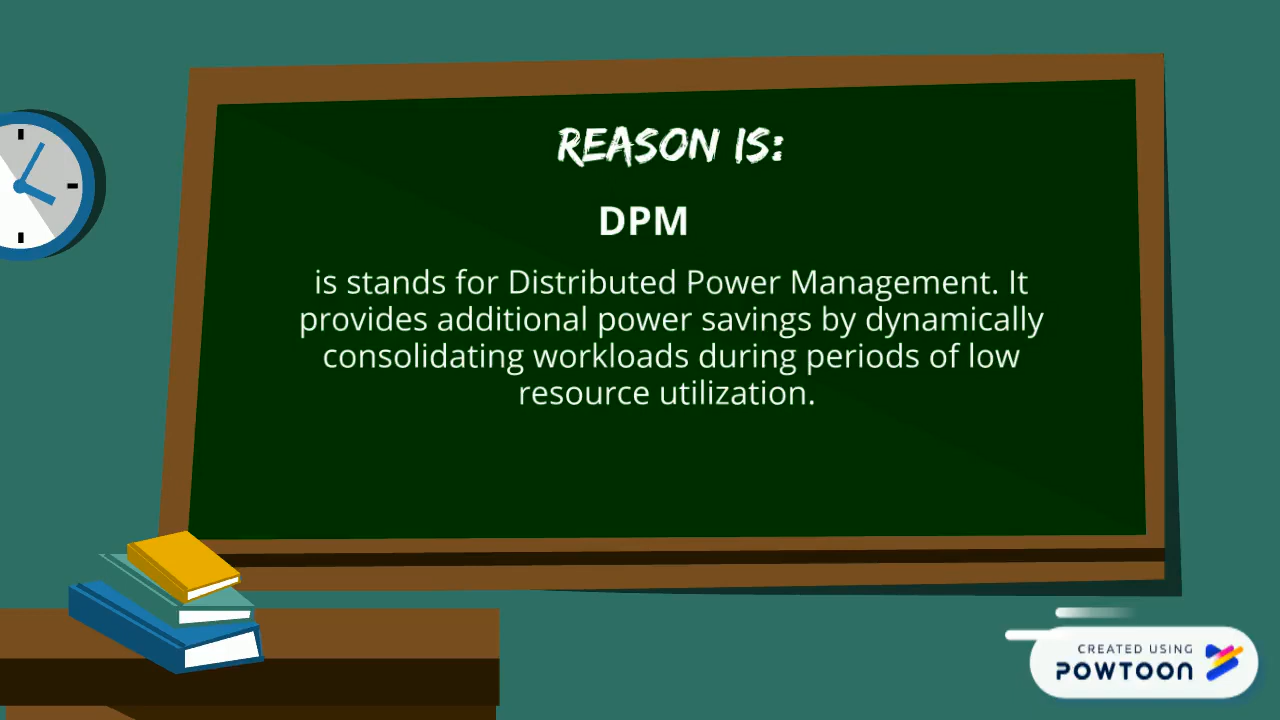 REASON IS:
DPM
is stands for Distributed Power Management. It
provides additional power savings by dynamically
consolidating workloads during periods of low
resource utilization.
CREATED USING
POWTOON